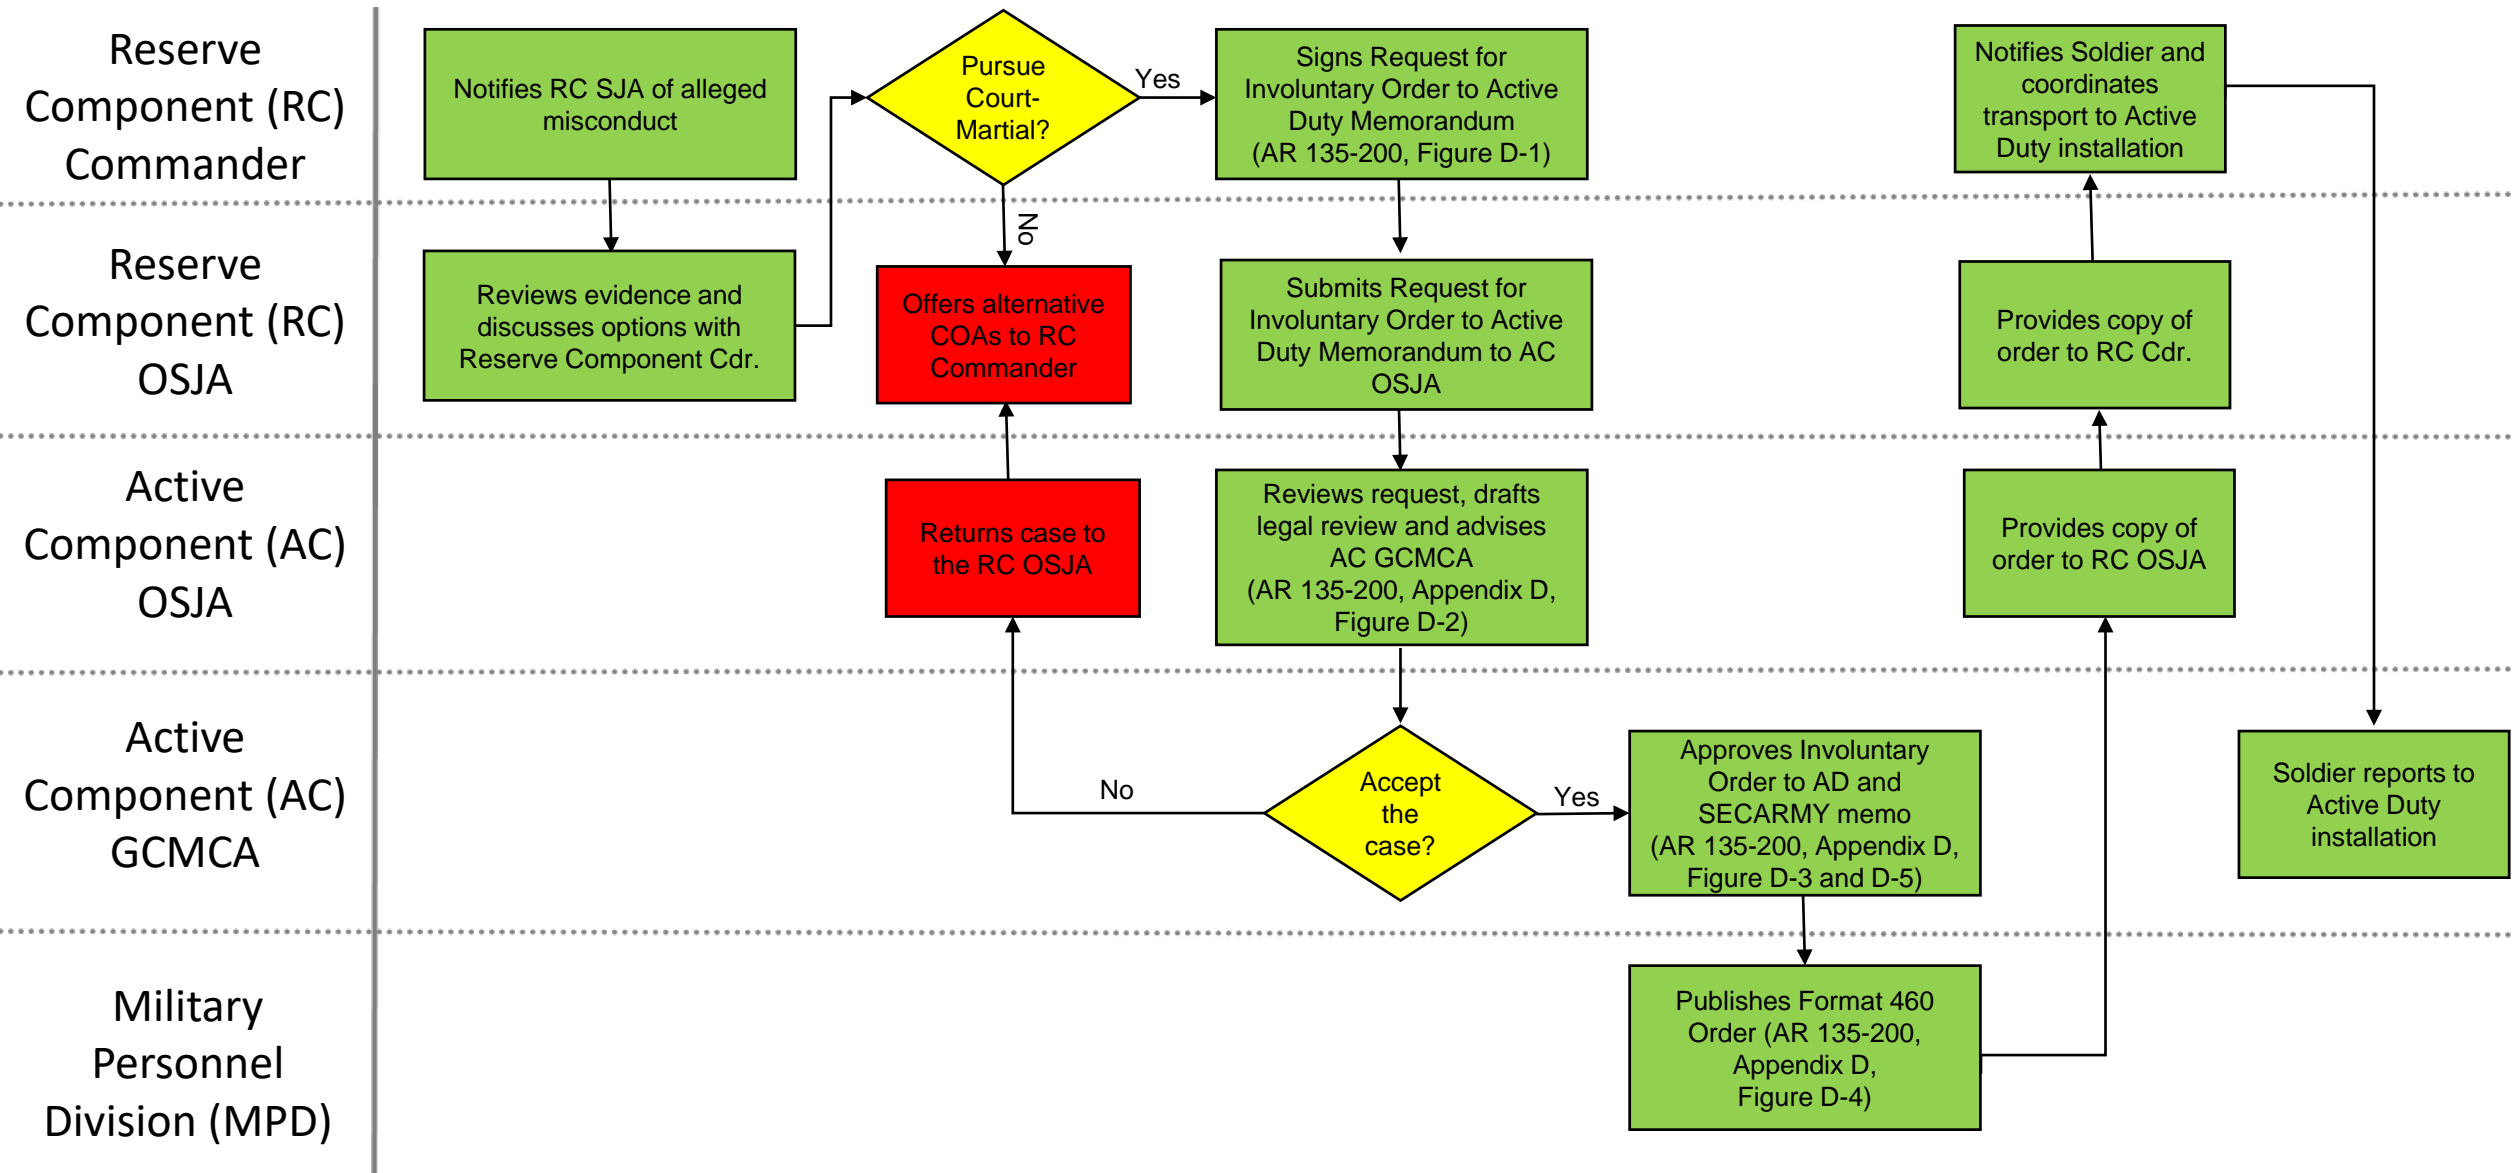 Reserve
Component (RC)
Commander
Notifies RC SJA of alleged
misconduct
Pursue
Court-
Martial?
Yes
No
Signs Request for
Involuntary Order to Active
Duty Memorandum
(AR 135-200, Figure D-1)
Notifies Soldier and
coordinates
transport to Active
Duty installation
Reserve
Component (RC)
OSJA
Reviews evidence and
discusses options with
Reserve Component Cdr.
Offers alternative
COAs to RC
Commander
Submits Request for
Involuntary Order to Active
Duty Memorandum to AC
OSJA
Provides copy of
order to RC Cdr.
Active
Component (AC)
OSJA
Returns case to
the RC OSJA
Reviews request, drafts
legal review and advises
AC GCMCA
(AR 135-200, Appendix D,
Figure D-2)
Provides copy of
order to RC OSJA
Active
Component (AC)
GCMCA
No
Accept
the
case?
Yes
Approves Involuntary
Order to AD and
SECARMY memo
(AR 135-200, Appendix D,
Figure D-3 and D-5)
Soldier reports to
Active Duty
installation
Military
Personnel
Division (MPD)
Publishes Format 460
Order (AR 135-200,
Appendix D,
Figure D-4)